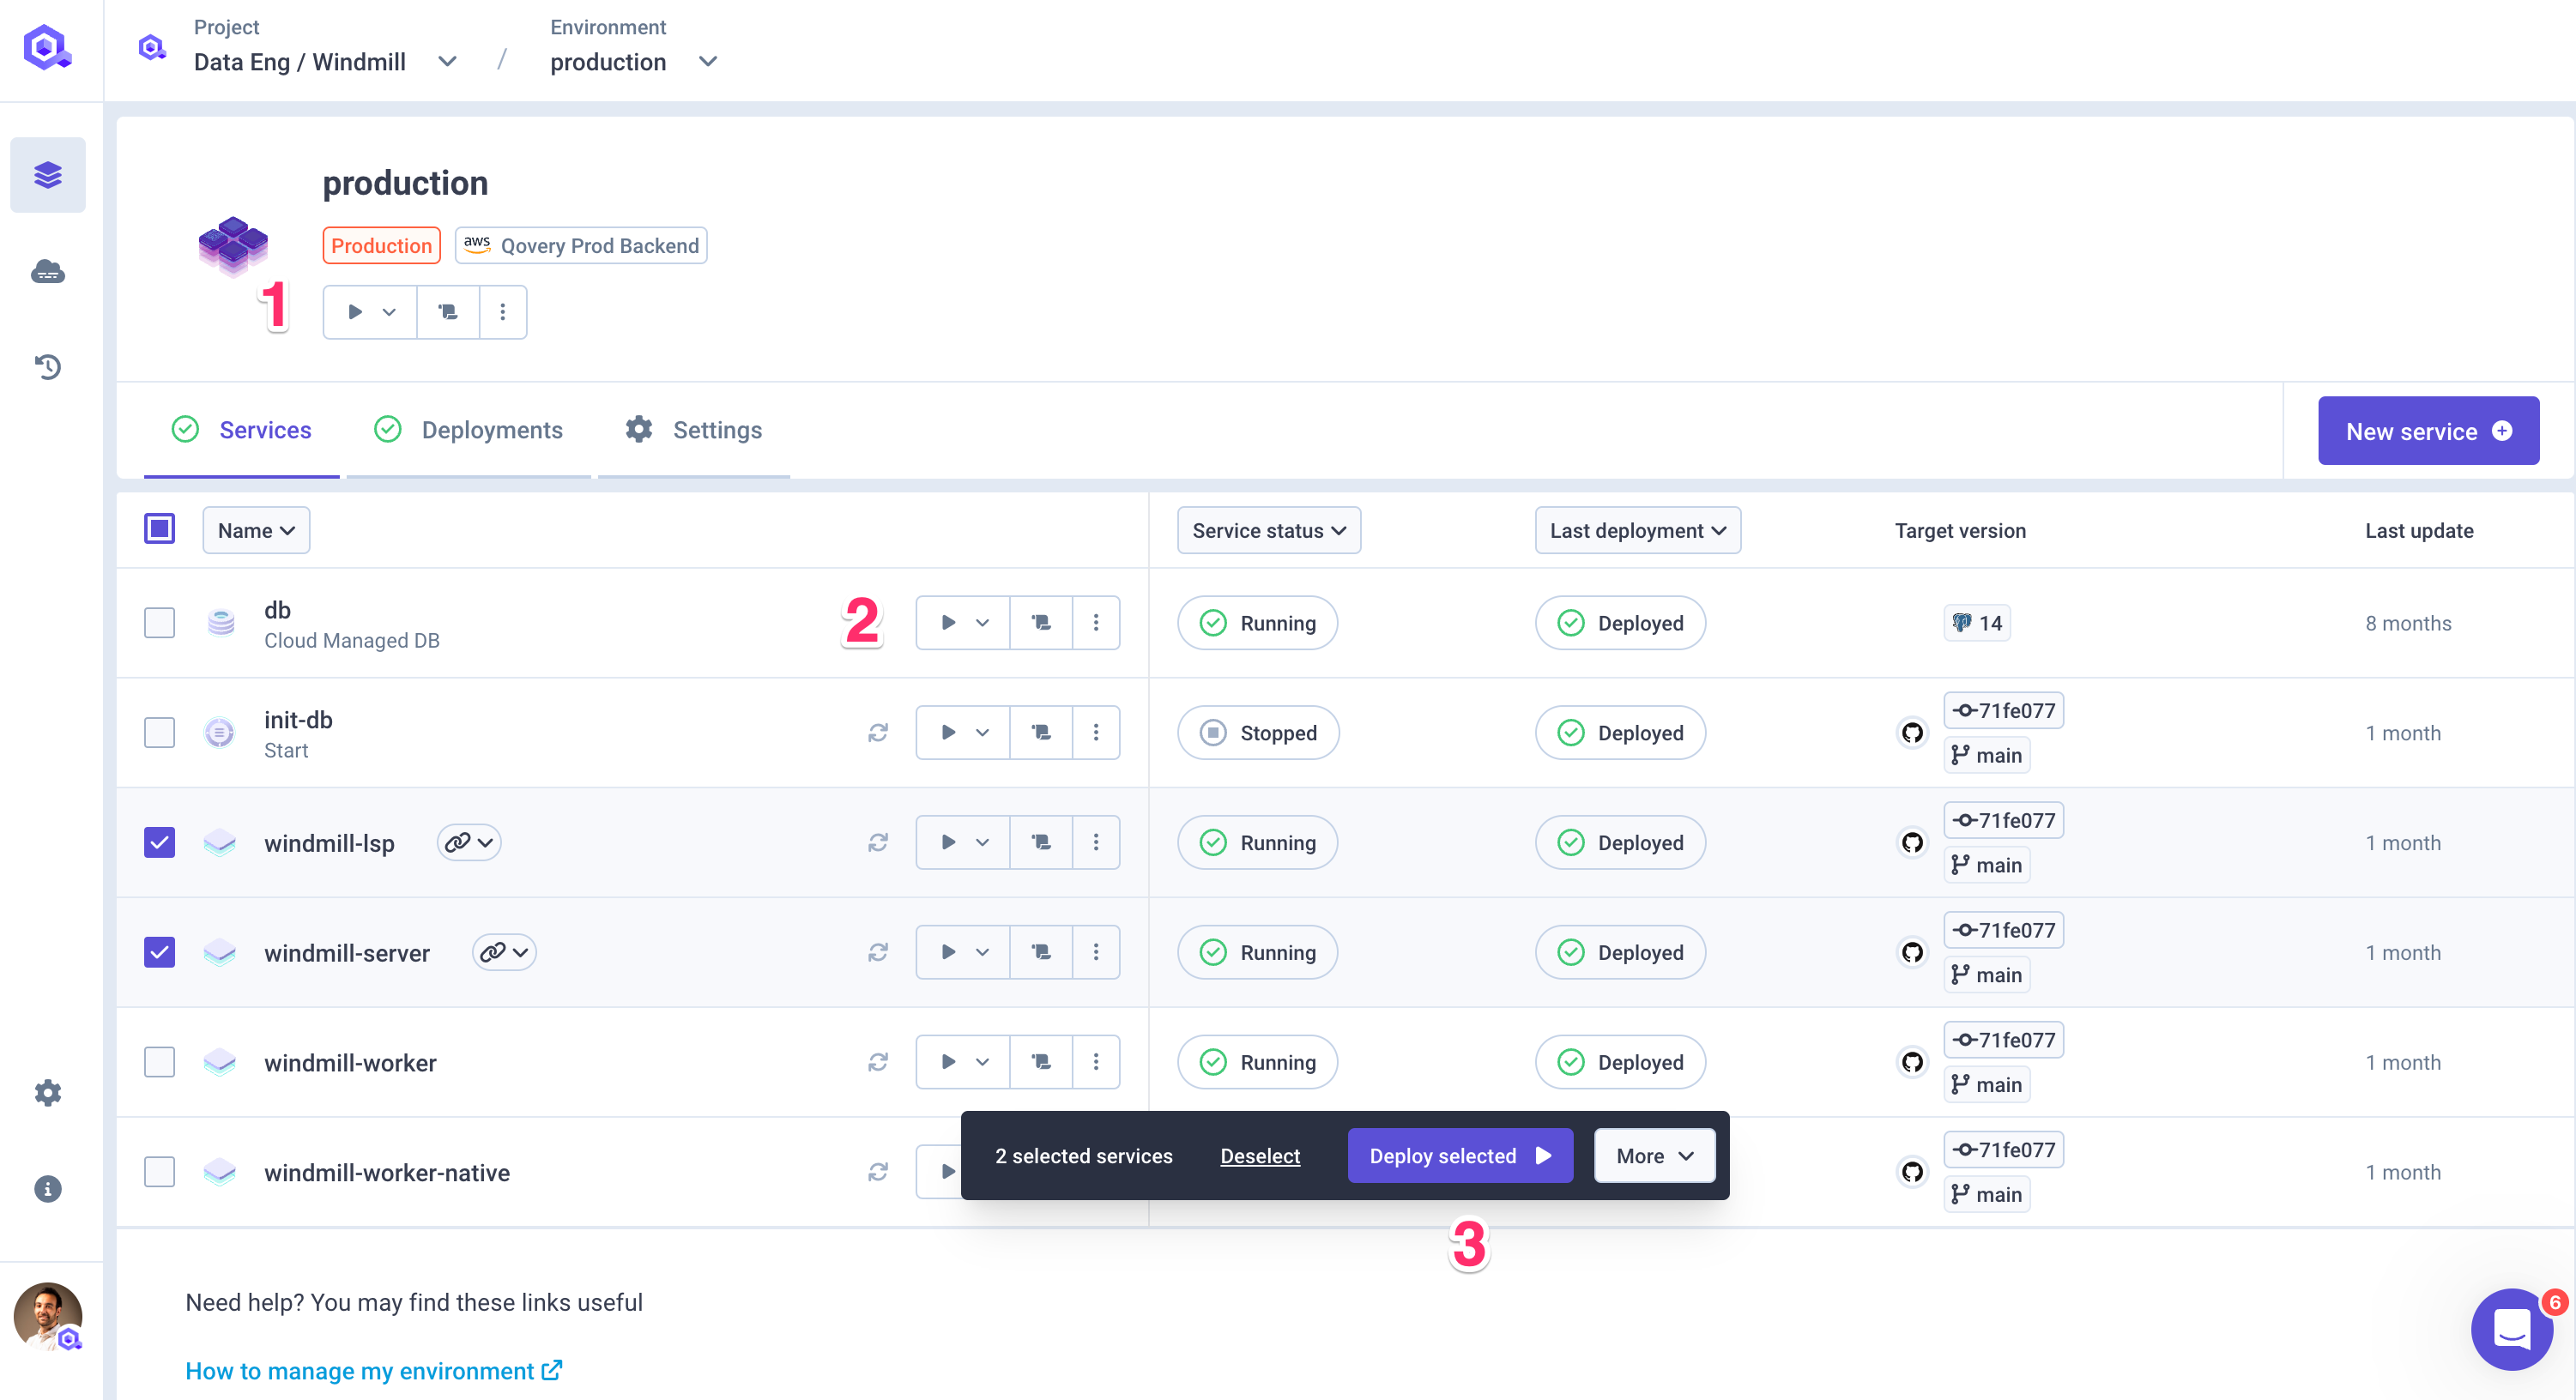 Project
Data Eng / Windmill
/
Environment
production
production
Production
aws Qovery Prod Backend
1
Services
Deployments
Settings
New service
Name
Service status
Last deployment
Target version
Last update
db
Cloud Managed DB
2
Running
Deployed
14
8 months
init-db
Start
Stopped
Deployed
71fe077
main
1 month
windmill-lsp
Running
Deployed
71fe077
main
1 month
windmill-server
Running
Deployed
71fe077
main
1 month
windmill-worker
Running
Deployed
71fe077
main
1 month
windmill-worker-native
71fe077
main
1 month
2 selected services
Deselect
Deploy selected
More
3
Need help? You may find these links useful
How to manage my environment
6